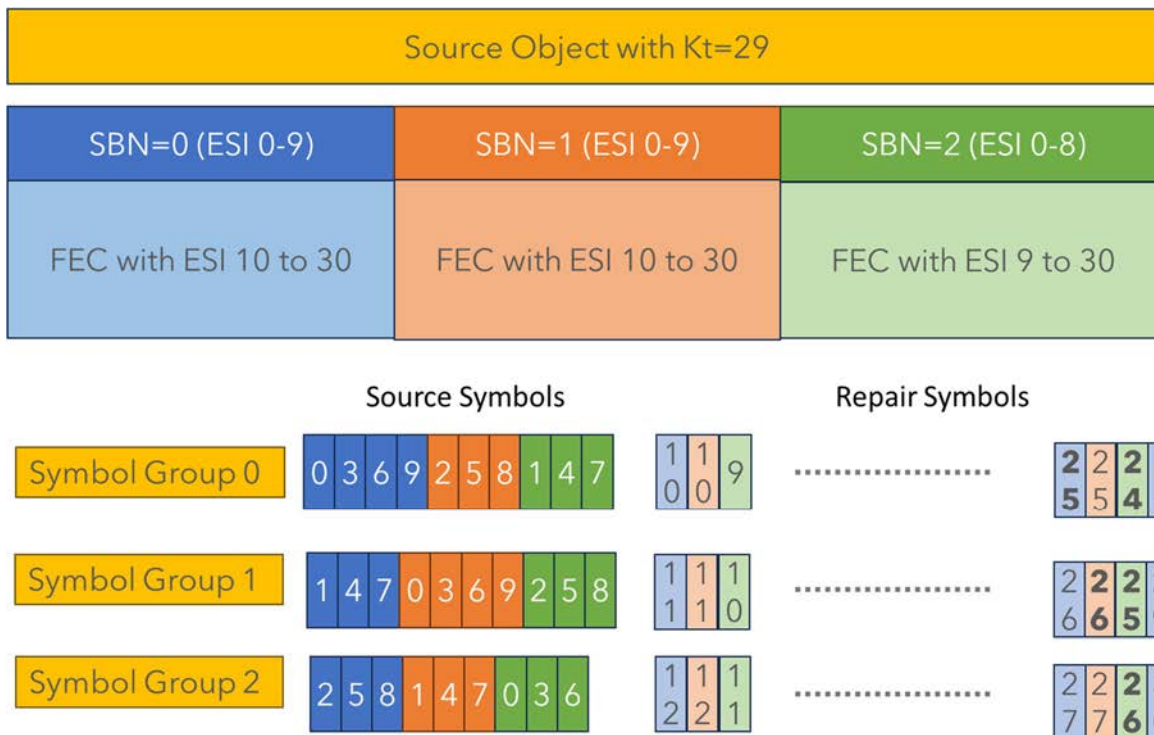 Source Object with Kt=29
SBN=0 (ESI 0-9) SBN=1 (ESI 0-9) SBN=2 (ESI 0-8)
FEC with ESI 10 to 30 FEC with ESI 10 to 30 FEC with ESI 9 to 30
Source Symbols Repair Symbols
Symbol Group 0 0 3 6 9 2 5 8 1 4 7 10 10 9 ..................... 25 25 24
Symbol Group 1 1 4 7 0 3 6 9 2 5 8 11 11 10 ..................... 26 26 25
Symbol Group 2 2 5 8 1 4 7 0 3 6 12 12 11 ..................... 27 27 26